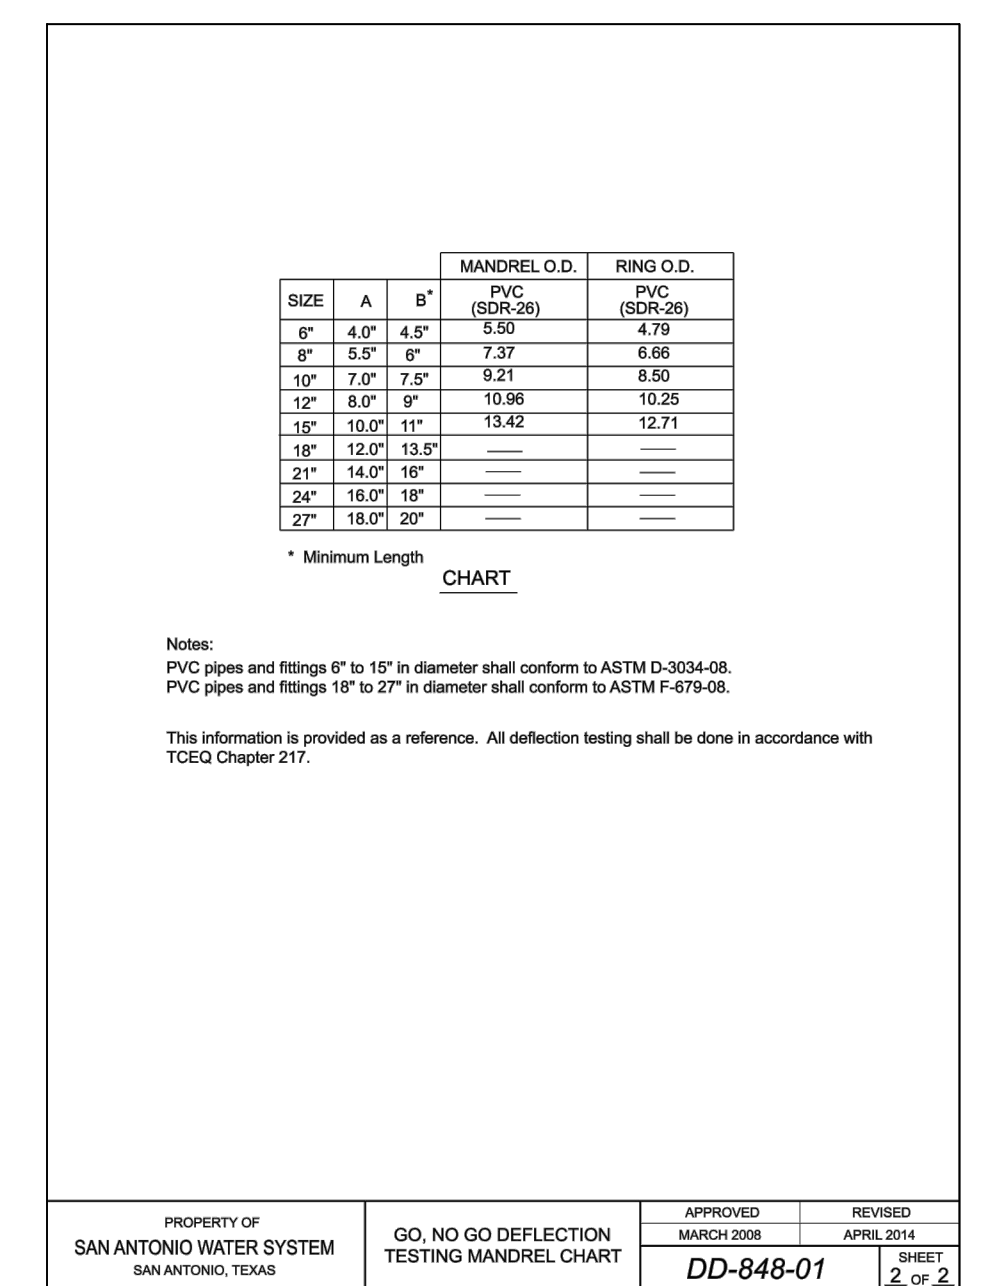 MANDREL O.D. RING O.D.
SIZE A B* PVC (SDR-26) PVC (SDR-26)
6" 4.0" 4.5" 5.50 4.79
8" 5.5" 6" 7.37 6.66
10" 7.0" 7.5" 9.21 8.50
12" 8.0" 9" 10.96 10.25
15" 10.0" 11" 13.42 12.71
18" 12.0" 13.5" —— ——
21" 14.0" 16" —— ——
24" 16.0" 18" —— ——
27" 18.0" 20" —— ——
* Minimum Length
CHART
Notes:
PVC pipes and fittings 6" to 15" in diameter shall conform to ASTM D-3034-08.
PVC pipes and fittings 18" to 27" in diameter shall conform to ASTM F-679-08.
This information is provided as a reference. All deflection testing shall be done in accordance with
TCEQ Chapter 217.
PROPERTY OF
SAN ANTONIO WATER SYSTEM
SAN ANTONIO, TEXAS
GO, NO GO DEFLECTION
TESTING MANDREL CHART
APPROVED REVISED
MARCH 2008 APRIL 2014
DD-848-01
SHEET
2 OF 2